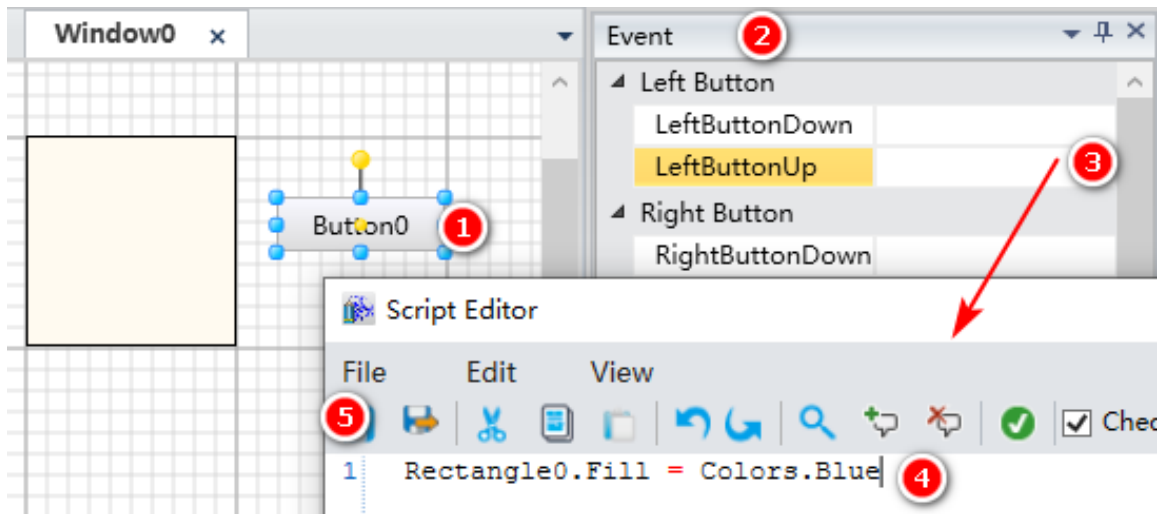 Window0 x
Event 2
Left Button
LeftButtonDown
LeftButtonUp
3
Button0 1
Right Button
RightButtonDown
Script Editor
File Edit View
5
Chec
1 Rectangle0.Fill = Colors.Blue 4